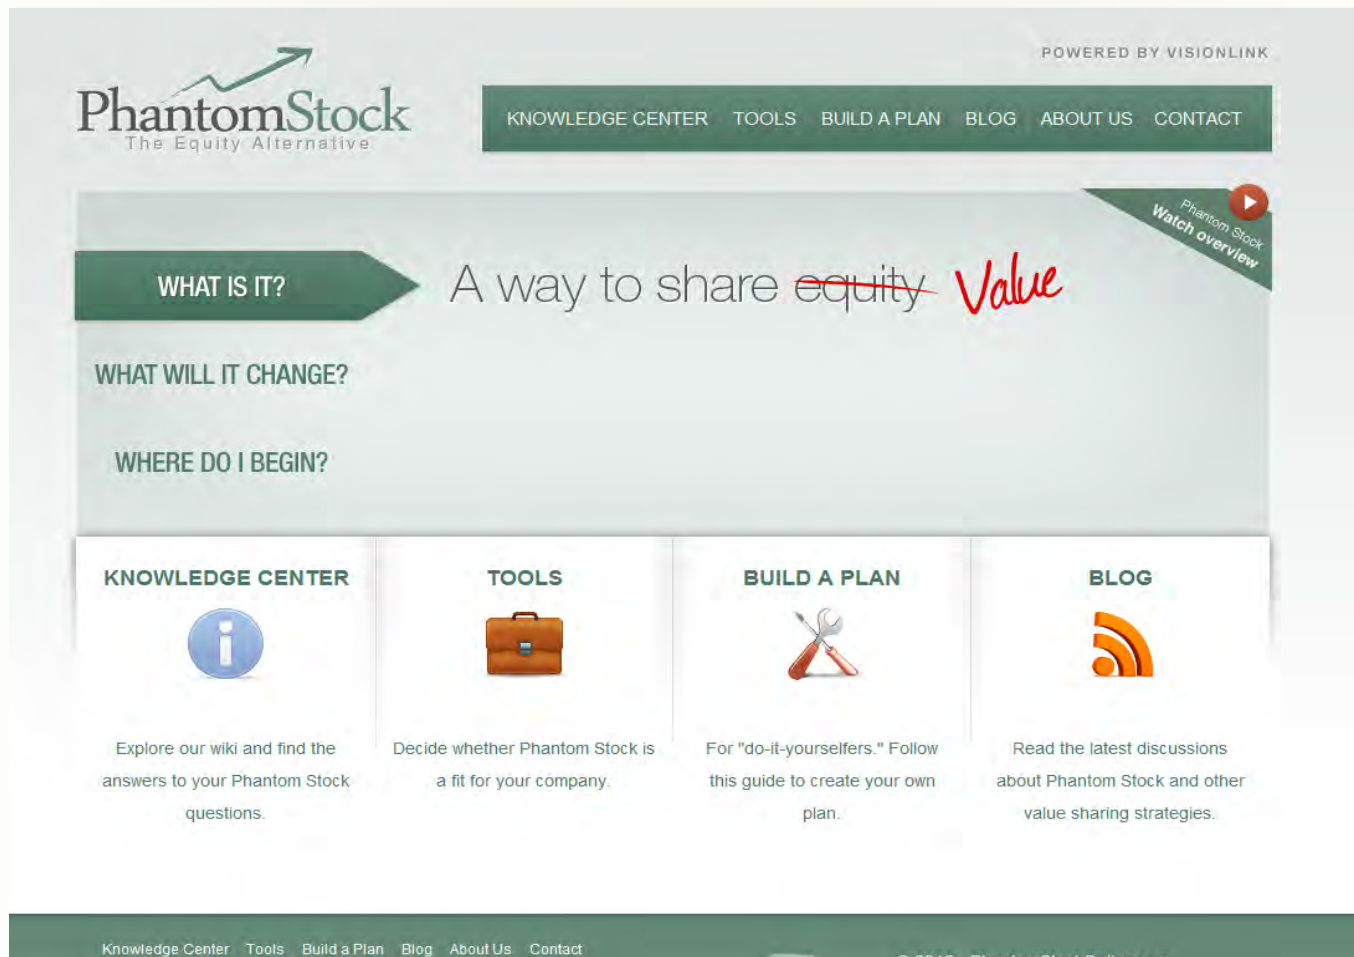 POWERED BY VISIONLINK
PhantomStock
The Equity Alternative
KNOWLEDGE CENTER TOOLS BUILD A PLAN BLOG ABOUT US CONTACT
Phantom Stock
Watch overview
WHAT IS IT?
A way to share equity Value
WHAT WILL IT CHANGE?
WHERE DO I BEGIN?
KNOWLEDGE CENTER
Explore our wiki and find the
answers to your Phantom Stock
questions.
TOOLS
Decide whether Phantom Stock is
a fit for your company.
BUILD A PLAN
For "do-it-yourselfers." Follow
this guide to create your own
plan.
BLOG
Read the latest discussions
about Phantom Stock and other
value sharing strategies.
Knowledge Center Tools Build a Plan Blog About Us Contact